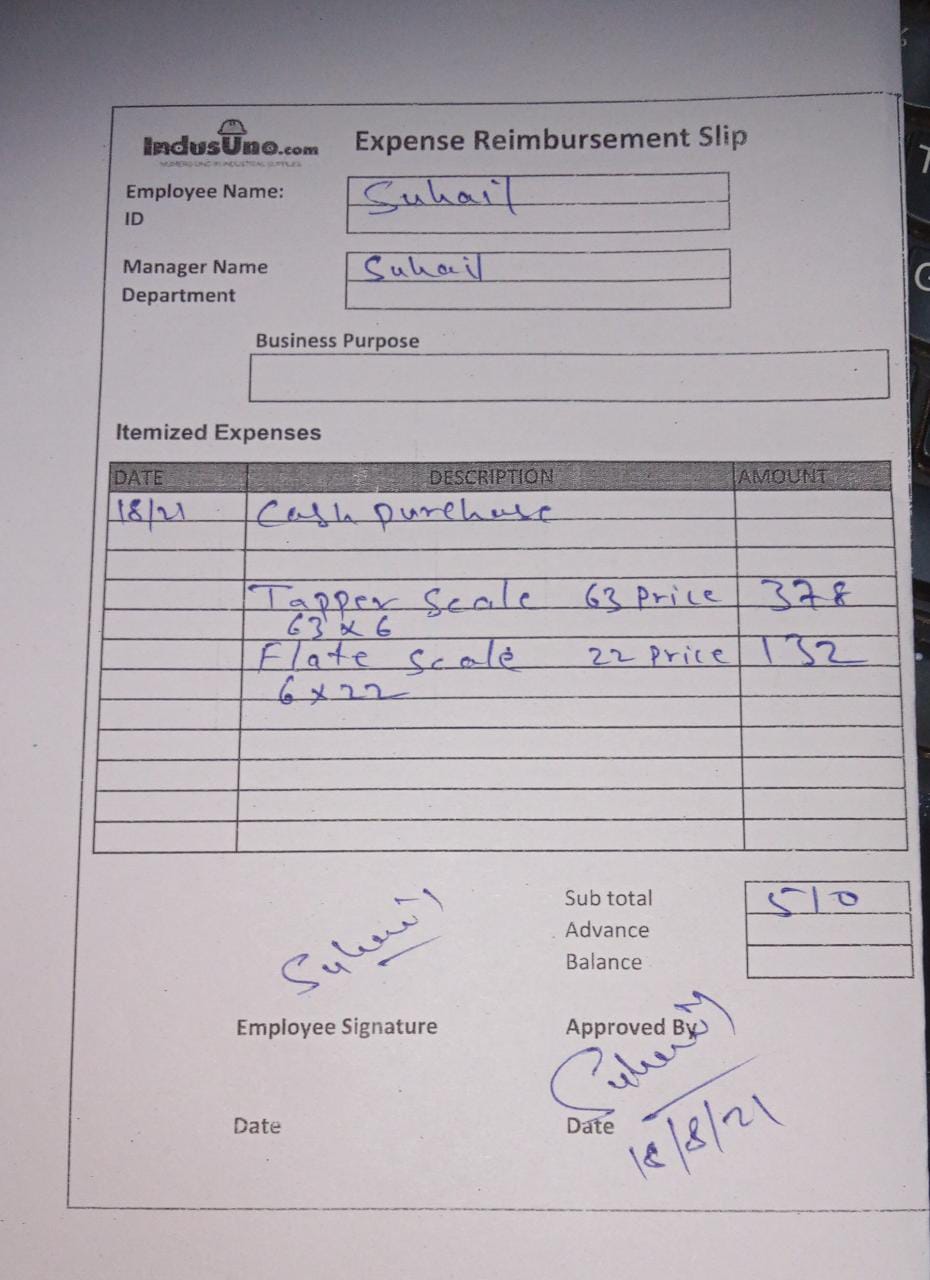 IndusUno.com
NUMERO UNO IN INDUSTRIAL SUPPLIES
Expense Reimbursement Slip
Employee Name: Suhail
ID
Manager Name Suhail
Department
Business Purpose
Itemized Expenses
DATE DESCRIPTION AMOUNT
18/21 Cash purchase
Tapper Scale 63 Price 378
63 x 6
Flate Scale 22 Price 132
6 x 22
Sub total 510
Advance
Balance
Suhail
Employee Signature
Approved By
Suhail
Date
Date
18/8/21